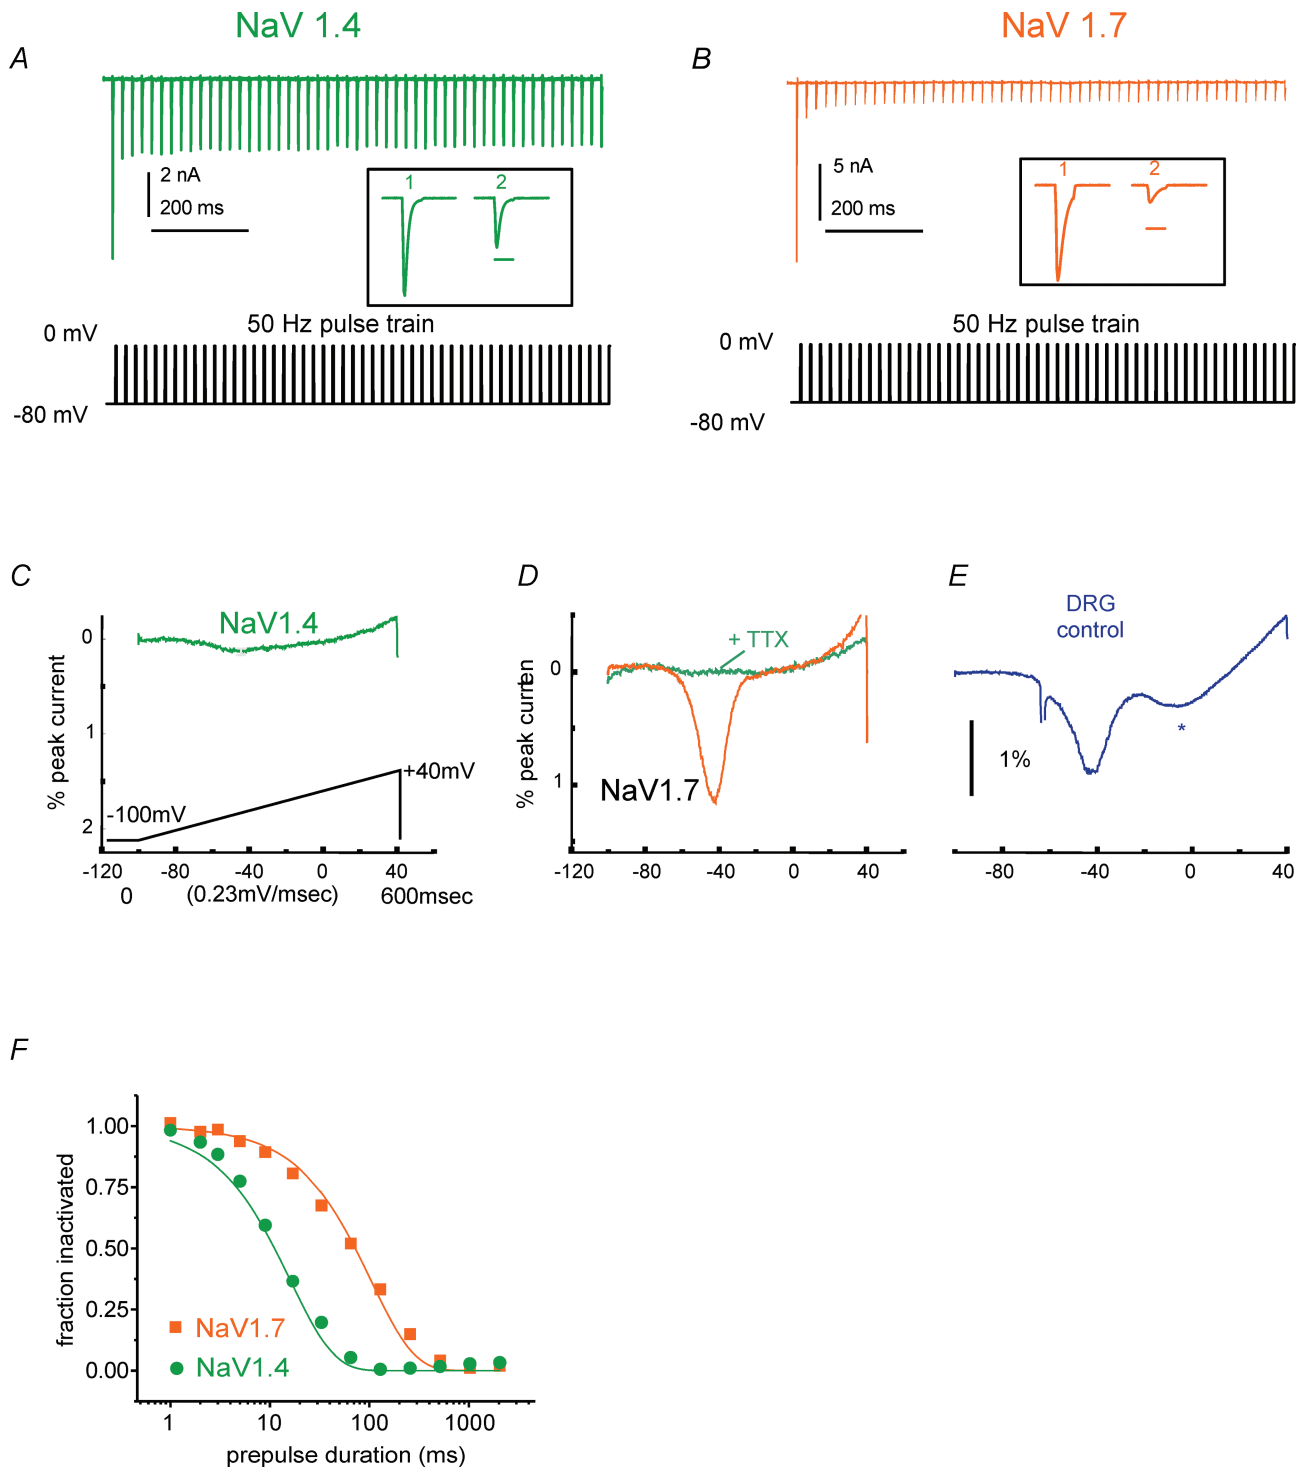 NaV 1.4
NaV 1.7
A
B
2 nA
200 ms
1
2
5 nA
200 ms
1
2
0 mV
50 Hz pulse train
-80 mV
0 mV
50 Hz pulse train
-80 mV
C
D
E
% peak current
0
1
2
NaV1.4
-100mV
+40mV
-120
-80
-40
0
40
0
(0.23mV/msec)
600msec
% peak curren
0
1
+ TTX
NaV1.7
-120
-80
-40
0
40
DRG
control
*
1%
-80
-40
0
40
F
fraction inactivated
1.00
0.75
0.50
0.25
0.00
NaV1.7
NaV1.4
1
10
100
1000
prepulse duration (ms)